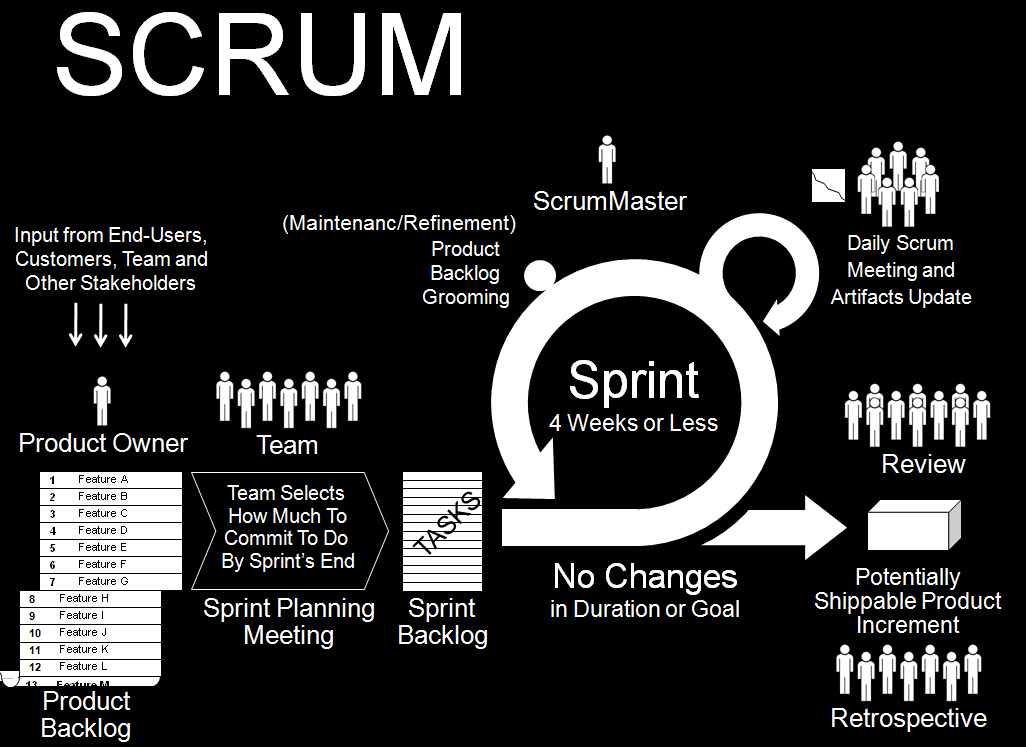 SCRUM
ScrumMaster
(Maintenanc/Refinement)
Product
Backlog
Grooming
Input from End-Users,
Customers, Team and
Other Stakeholders
Daily Scrum
Meeting and
Artifacts Update
Product Owner
Team
Sprint
4 Weeks or Less
Review
1 Feature A
2 Feature B
3 Feature C
4 Feature D
5 Feature E
6 Feature F
7 Feature G
8 Feature H
9 Feature I
10 Feature J
11 Feature K
12 Feature L
13 Feature M
Product
Backlog
Team Selects
How Much To
Commit To Do
By Sprint's End
Sprint Planning
Meeting
TASKS
Sprint
Backlog
No Changes
in Duration or Goal
Potentially
Shippable Product
Increment
Retrospective